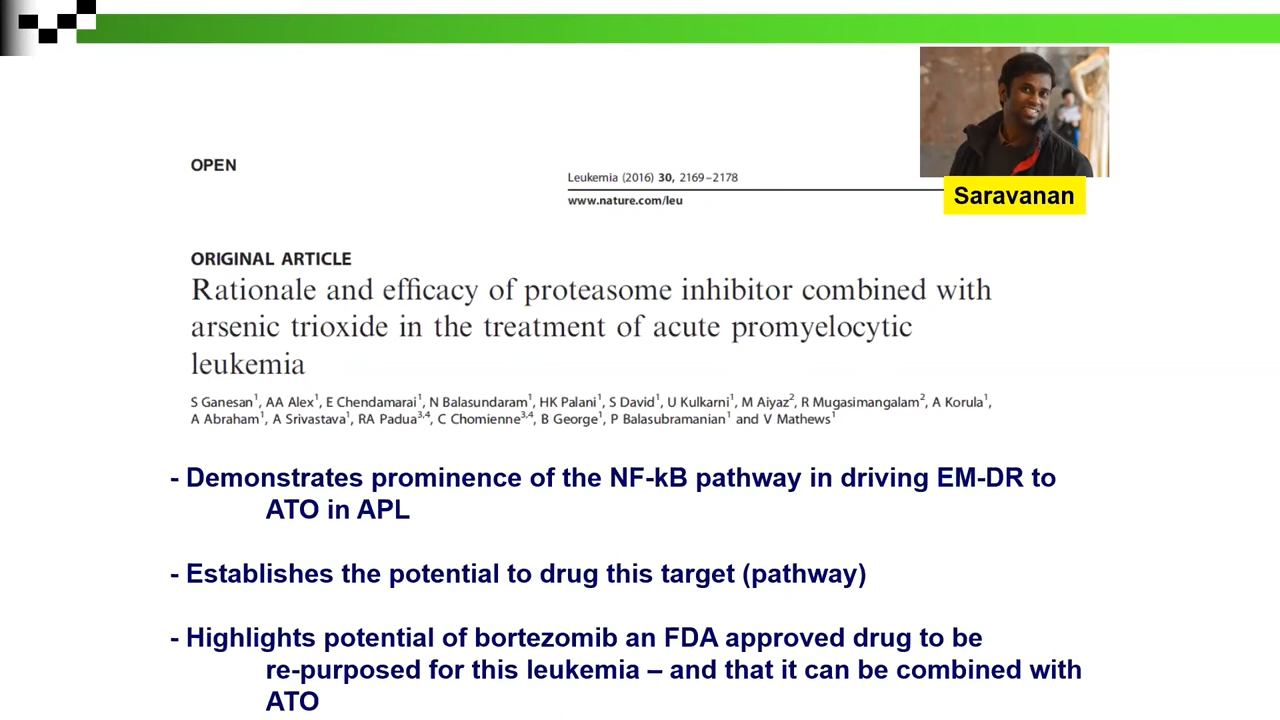 OPEN
Leukemia (2016) 30, 2169–2178
www.nature.com/leu
Saravanan
ORIGINAL ARTICLE
Rationale and efficacy of proteasome inhibitor combined with
arsenic trioxide in the treatment of acute promyelocytic
leukemia
S Ganesan1, AA Alex1, E Chendamarai1, N Balasundaram1, HK Palani1, S David1, U Kulkarni1, M Aiyaz2, R Mugasimangalam2, A Korula1,
A Abraham1, A Srivastava1, RA Padua3,4, C Chomienne3,4, B George1, P Balasubramanian1 and V Mathews1
- Demonstrates prominence of the NF-kB pathway in driving EM-DR to
ATO in APL
- Establishes the potential to drug this target (pathway)
- Highlights potential of bortezomib an FDA approved drug to be
re-purposed for this leukemia – and that it can be combined with
ATO